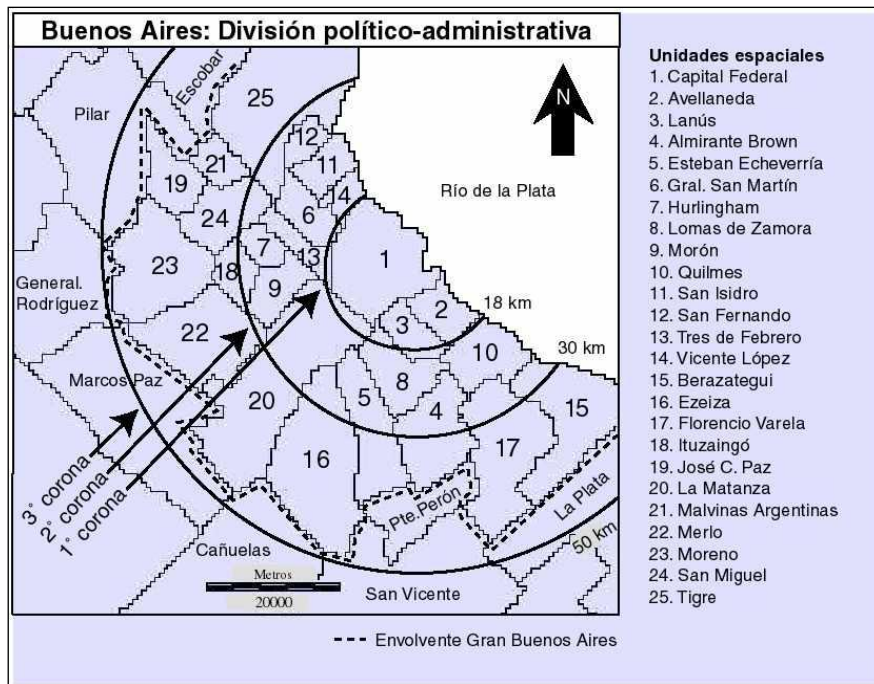 Buenos Aires: División político-administrativa
Unidades espaciales
1. Capital Federal
2. Avellaneda
3. Lanús
4. Almirante Brown
5. Esteban Echeverría
6. Gral. San Martín
7. Hurlingham
8. Lomas de Zamora
9. Morón
10. Quilmes
11. San Isidro
12. San Fernando
13. Tres de Febrero
14. Vicente López
15. Berazategui
16. Ezeiza
17. Florencio Varela
18. Ituzaingó
19. José C. Paz
20. La Matanza
21. Malvinas Argentinas
22. Merlo
23. Moreno
24. San Miguel
25. Tigre
Pilar
Escobar
25
N
12
21
11
19
14
Río de la Plata
24
6
7
13
1
23
18
General.
Rodríguez
9
2
18 km
3
22
10
30 km
Marcos Paz
8
20
5
4
15
16
17
3° corona
2° corona
1° corona
Pte.Perón
La Plata
50 km
Cañuelas
Metros
20000
San Vicente
Envolvente Gran Buenos Aires